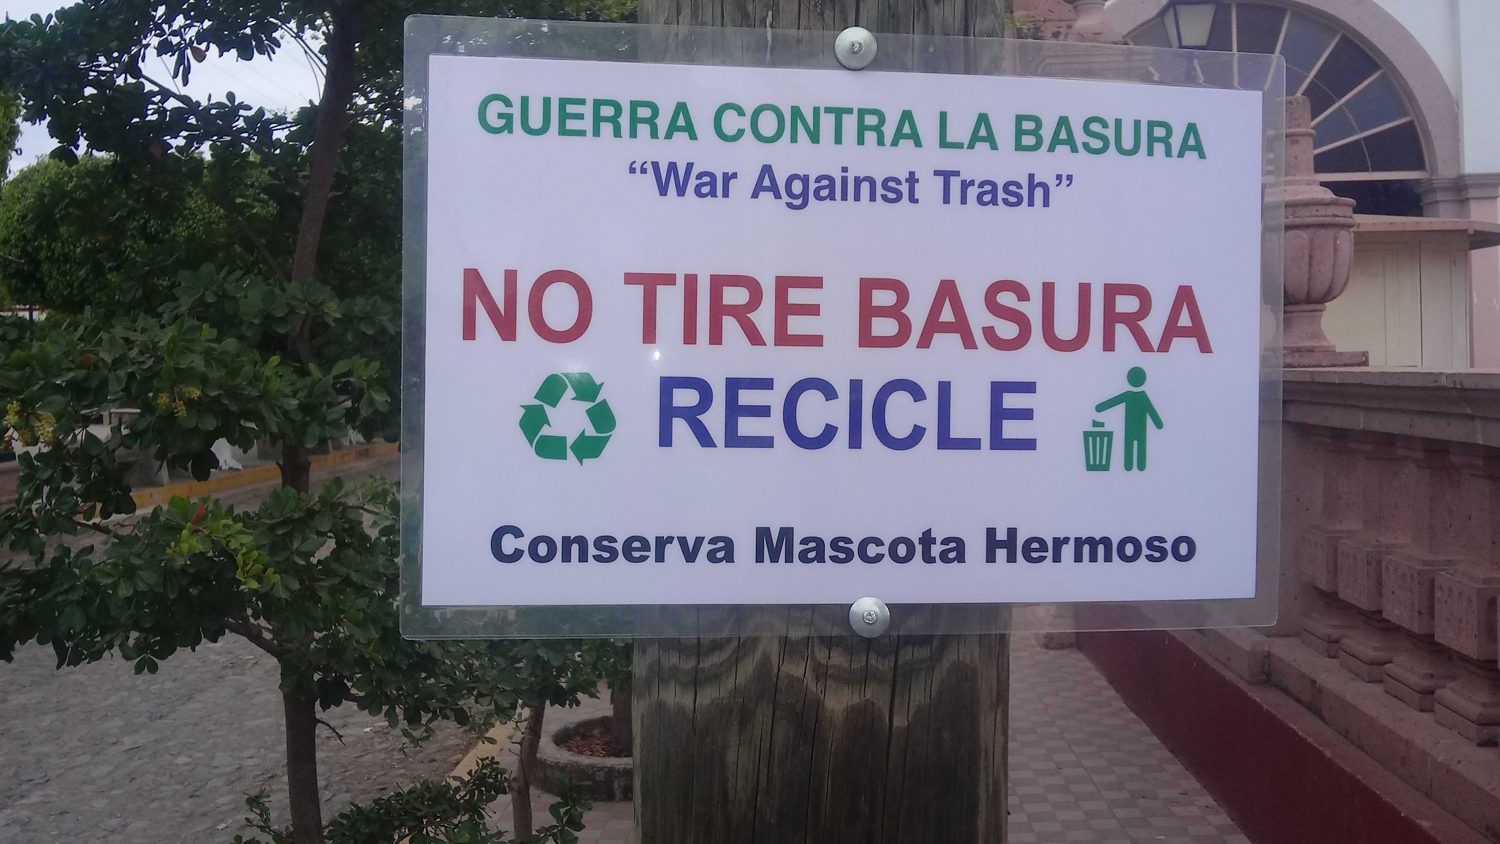 GUERRA CONTRA LA BASURA
“War Against Trash”
NO TIRE BASURA
RECICLE
Conserva Mascota Hermoso